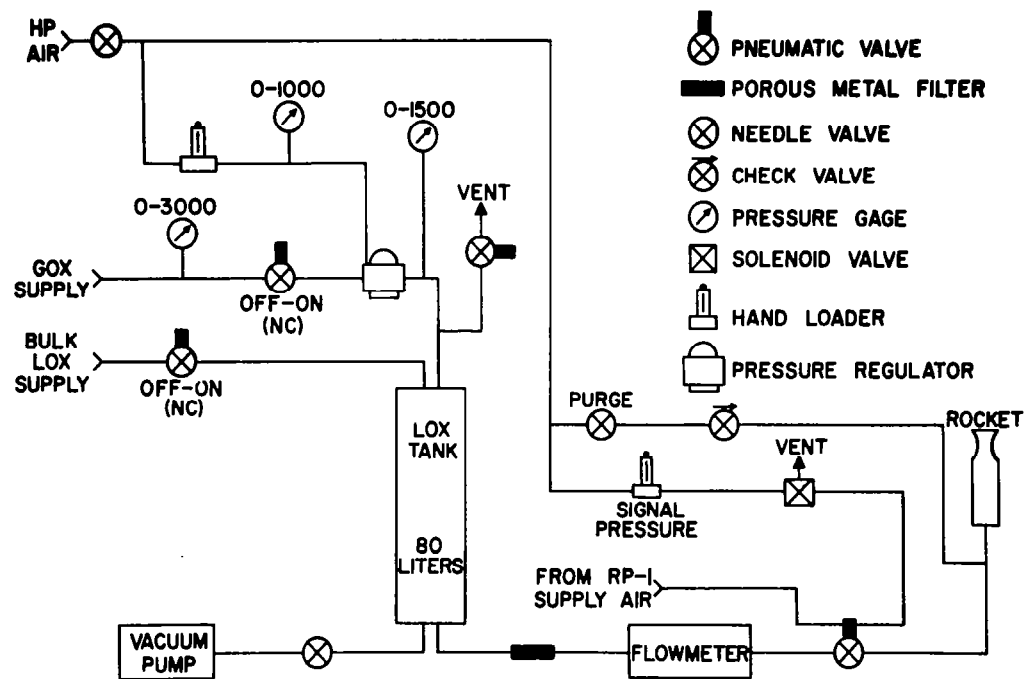 HP
AIR
0-1000
0-1500
0-3000
VENT
GOX
SUPPLY
OFF-ON
(NC)
BULK
LOX
SUPPLY
OFF-ON
(NC)
LOX
TANK
80
LITERS
VACUUM
PUMP
PNEUMATIC VALVE
POROUS METAL FILTER
NEEDLE VALVE
CHECK VALVE
PRESSURE GAGE
SOLENOID VALVE
HAND LOADER
PRESSURE REGULATOR
PURGE
ROCKET
VENT
SIGNAL
PRESSURE
FROM RP-1
SUPPLY AIR
FLOWMETER